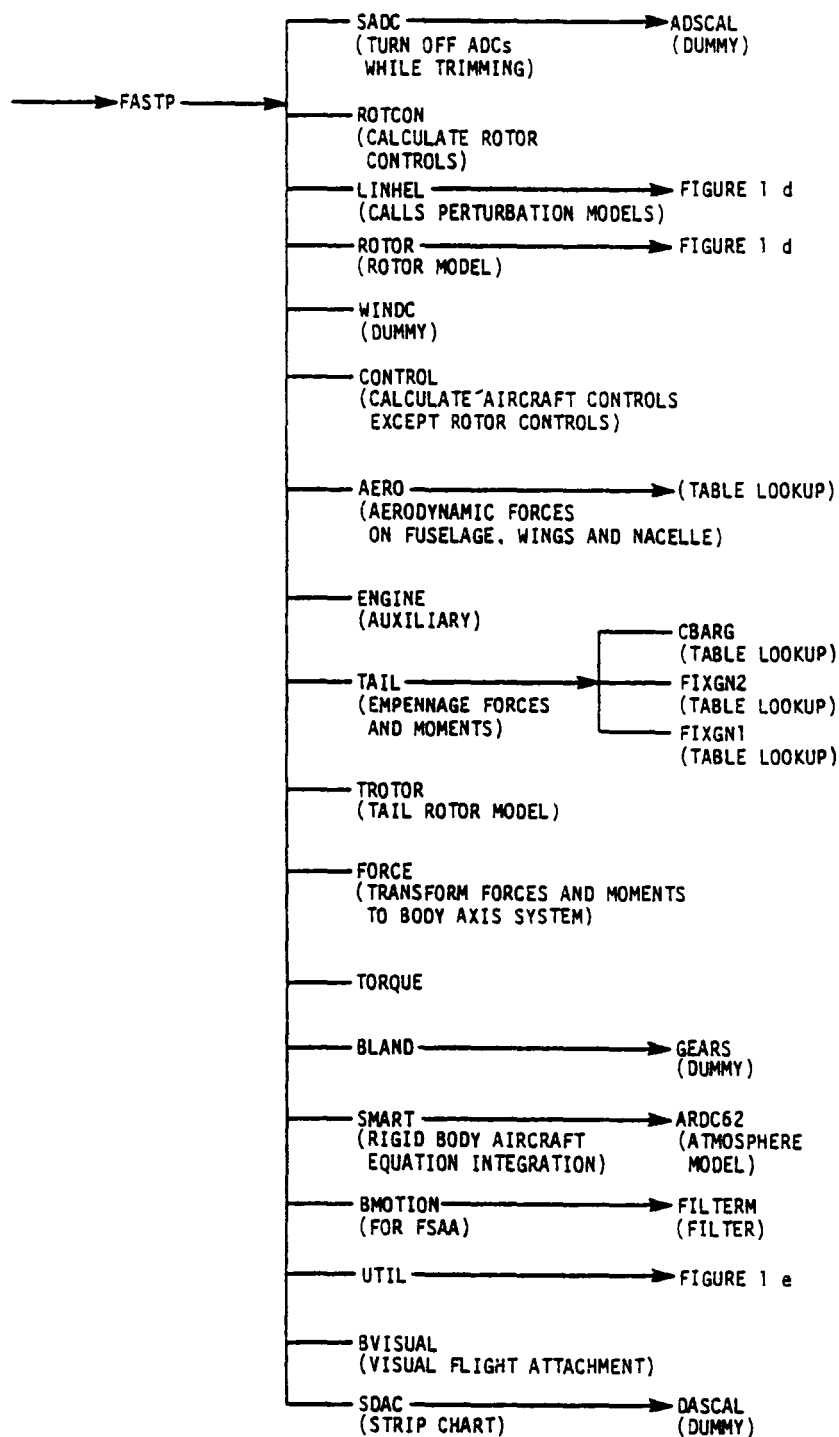 SADC ADSCAL
(TURN OFF ADCs (DUMMY)
WHILE TRIMMING)
FASTP
ROTCON
(CALCULATE ROTOR
CONTROLS)
LINHEL FIGURE 1 d
(CALLS PERTURBATION MODELS)
ROTOR FIGURE 1 d
(ROTOR MODEL)
WINDC
(DUMMY)
CONTROL
(CALCULATE AIRCRAFT CONTROLS
EXCEPT ROTOR CONTROLS)
AERO (TABLE LOOKUP)
(AERODYNAMIC FORCES
ON FUSELAGE, WINGS AND NACELLE)
ENGINE
(AUXILIARY)
CBARG
(TABLE LOOKUP)
TAIL FIXGN2
(EMPENNAGE FORCES (TABLE LOOKUP)
AND MOMENTS) FIXGN1
(TABLE LOOKUP)
TROTOR
(TAIL ROTOR MODEL)
FORCE
(TRANSFORM FORCES AND MOMENTS
TO BODY AXIS SYSTEM)
TORQUE
BLAND GEARS
(DUMMY)
SMART ARDC62
(RIGID BODY AIRCRAFT (ATMOSPHERE
EQUATION INTEGRATION) MODEL)
BMOTION FILTERM
(FOR FSAA) (FILTER)
UTIL FIGURE 1 e
BVISUAL
(VISUAL FLIGHT ATTACHMENT)
SDAC DASCAL
(STRIP CHART) (DUMMY)